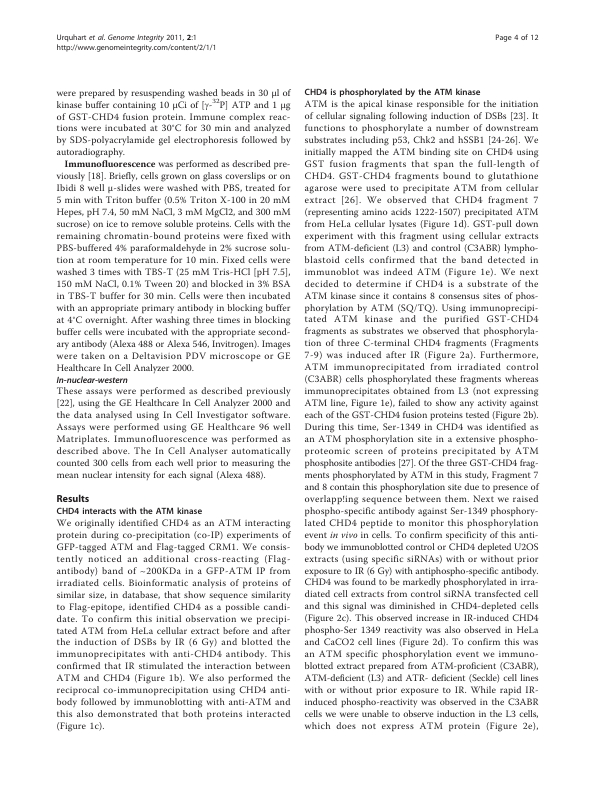 Urquhart et al. Genome Integrity 2011, 2:1
http://www.genomeintegrity.com/content/2/1/1
Page 4 of 12
were prepared by resuspending washed beads in 30 μl of
kinase buffer containing 10 μCi of [γ-32P] ATP and 1 μg
of GST-CHD4 fusion protein. Immune complex reac-
tions were incubated at 30°C for 30 min and analyzed
by SDS-polyacrylamide gel electrophoresis followed by
autoradiography.
Immunofluorescence was performed as described pre-
viously [18]. Briefly, cells grown on glass coverslips or on
Ibidi 8 well μ-slides were washed with PBS, treated for
5 min with Triton buffer (0.5% Triton X-100 in 20 mM
Hepes, pH 7.4, 50 mM NaCl, 3 mM MgCl2, and 300 mM
sucrose) on ice to remove soluble proteins. Cells with the
remaining chromatin-bound proteins were fixed with
PBS-buffered 4% paraformaldehyde in 2% sucrose solu-
tion at room temperature for 10 min. Fixed cells were
washed 3 times with TBS-T (25 mM Tris-HCl [pH 7.5],
150 mM NaCl, 0.1% Tween 20) and blocked in 3% BSA
in TBS-T buffer for 30 min. Cells were then incubated
with an appropriate primary antibody in blocking buffer
at 4°C overnight. After washing three times in blocking
buffer cells were incubated with the appropriate second-
ary antibody (Alexa 488 or Alexa 546, Invitrogen). Images
were taken on a Deltavision PDV microscope or GE
Healthcare In Cell Analyzer 2000.
In-nuclear-western
These assays were performed as described previously
[22], using the GE Healthcare In Cell Analyzer 2000 and
the data analysed using In Cell Investigator software.
Assays were performed using GE Healthcare 96 well
Matriplates. Immunofluorescence was performed as
described above. The In Cell Analyser automatically
counted 300 cells from each well prior to measuring the
mean nuclear intensity for each signal (Alexa 488).
Results
CHD4 interacts with the ATM kinase
We originally identified CHD4 as an ATM interacting
protein during co-precipitation (co-IP) experiments of
GFP-tagged ATM and Flag-tagged CRM1. We consis-
tently noticed an additional cross-reacting (Flag-
antibody) band of ~200KDa in a GFP-ATM IP from
irradiated cells. Bioinformatic analysis of proteins of
similar size, in database, that show sequence similarity
to Flag-epitope, identified CHD4 as a possible candi-
date. To confirm this initial observation we precipi-
tated ATM from HeLa cellular extract before and after
the induction of DSBs by IR (6 Gy) and blotted the
immunoprecipitates with anti-CHD4 antibody. This
confirmed that IR stimulated the interaction between
ATM and CHD4 (Figure 1b). We also performed the
reciprocal co-immunoprecipitation using CHD4 anti-
body followed by immunoblotting with anti-ATM and
this also demonstrated that both proteins interacted
(Figure 1c).
CHD4 is phosphorylated by the ATM kinase
ATM is the apical kinase responsible for the initiation
of cellular signaling following induction of DSBs [23]. It
functions to phosphorylate a number of downstream
substrates including p53, Chk2 and hSSB1 [24-26]. We
initially mapped the ATM binding site on CHD4 using
GST fusion fragments that span the full-length of
CHD4. GST-CHD4 fragments bound to glutathione
agarose were used to precipitate ATM from cellular
extract [26]. We observed that CHD4 fragment 7
(representing amino acids 1222-1507) precipitated ATM
from HeLa cellular lysates (Figure 1d). GST-pull down
experiment with this fragment using cellular extracts
from ATM-deficient (L3) and control (C3ABR) lympho-
blastoid cells confirmed that the band detected in
immunoblot was indeed ATM (Figure 1e). We next
decided to determine if CHD4 is a substrate of the
ATM kinase since it contains 8 consensus sites of phos-
phorylation by ATM (SQ/TQ). Using immunoprecipi-
tated ATM kinase and the purified GST-CHD4
fragments as substrates we observed that phosphoryla-
tion of three C-terminal CHD4 fragments (Fragments
7-9) was induced after IR (Figure 2a). Furthermore,
ATM immunoprecipitated from irradiated control
(C3ABR) cells phosphorylated these fragments whereas
immunoprecipitates obtained from L3 (not expressing
ATM line, Figure 1e), failed to show any activity against
each of the GST-CHD4 fusion proteins tested (Figure 2b).
During this time, Ser-1349 in CHD4 was identified as
an ATM phosphorylation site in a extensive phospho-
proteomic screen of proteins precipitated by ATM
phosphosite antibodies [27]. Of the three GST-CHD4 frag-
ments phosphorylated by ATM in this study, Fragment 7
and 8 contain this phosphorylation site due to presence of
overlapp!ing sequence between them. Next we raised
phospho-specific antibody against Ser-1349 phosphory-
lated CHD4 peptide to monitor this phosphorylation
event in vivo in cells. To confirm specificity of this anti-
body we immunoblotted control or CHD4 depleted U2OS
extracts (using specific siRNAs) with or without prior
exposure to IR (6 Gy) with antiphospho-specific antibody.
CHD4 was found to be markedly phosphorylated in irra-
diated cell extracts from control siRNA transfected cell
and this signal was diminished in CHD4-depleted cells
(Figure 2c). This observed increase in IR-induced CHD4
phospho-Ser 1349 reactivity was also observed in HeLa
and CaCO2 cell lines (Figure 2d). To confirm this was
an ATM specific phosphorylation event we immuno-
blotted extract prepared from ATM-proficient (C3ABR),
ATM-deficient (L3) and ATR- deficient (Seckle) cell lines
with or without prior exposure to IR. While rapid IR-
induced phospho-reactivity was observed in the C3ABR
cells we were unable to observe induction in the L3 cells,
which does not express ATM protein (Figure 2e),